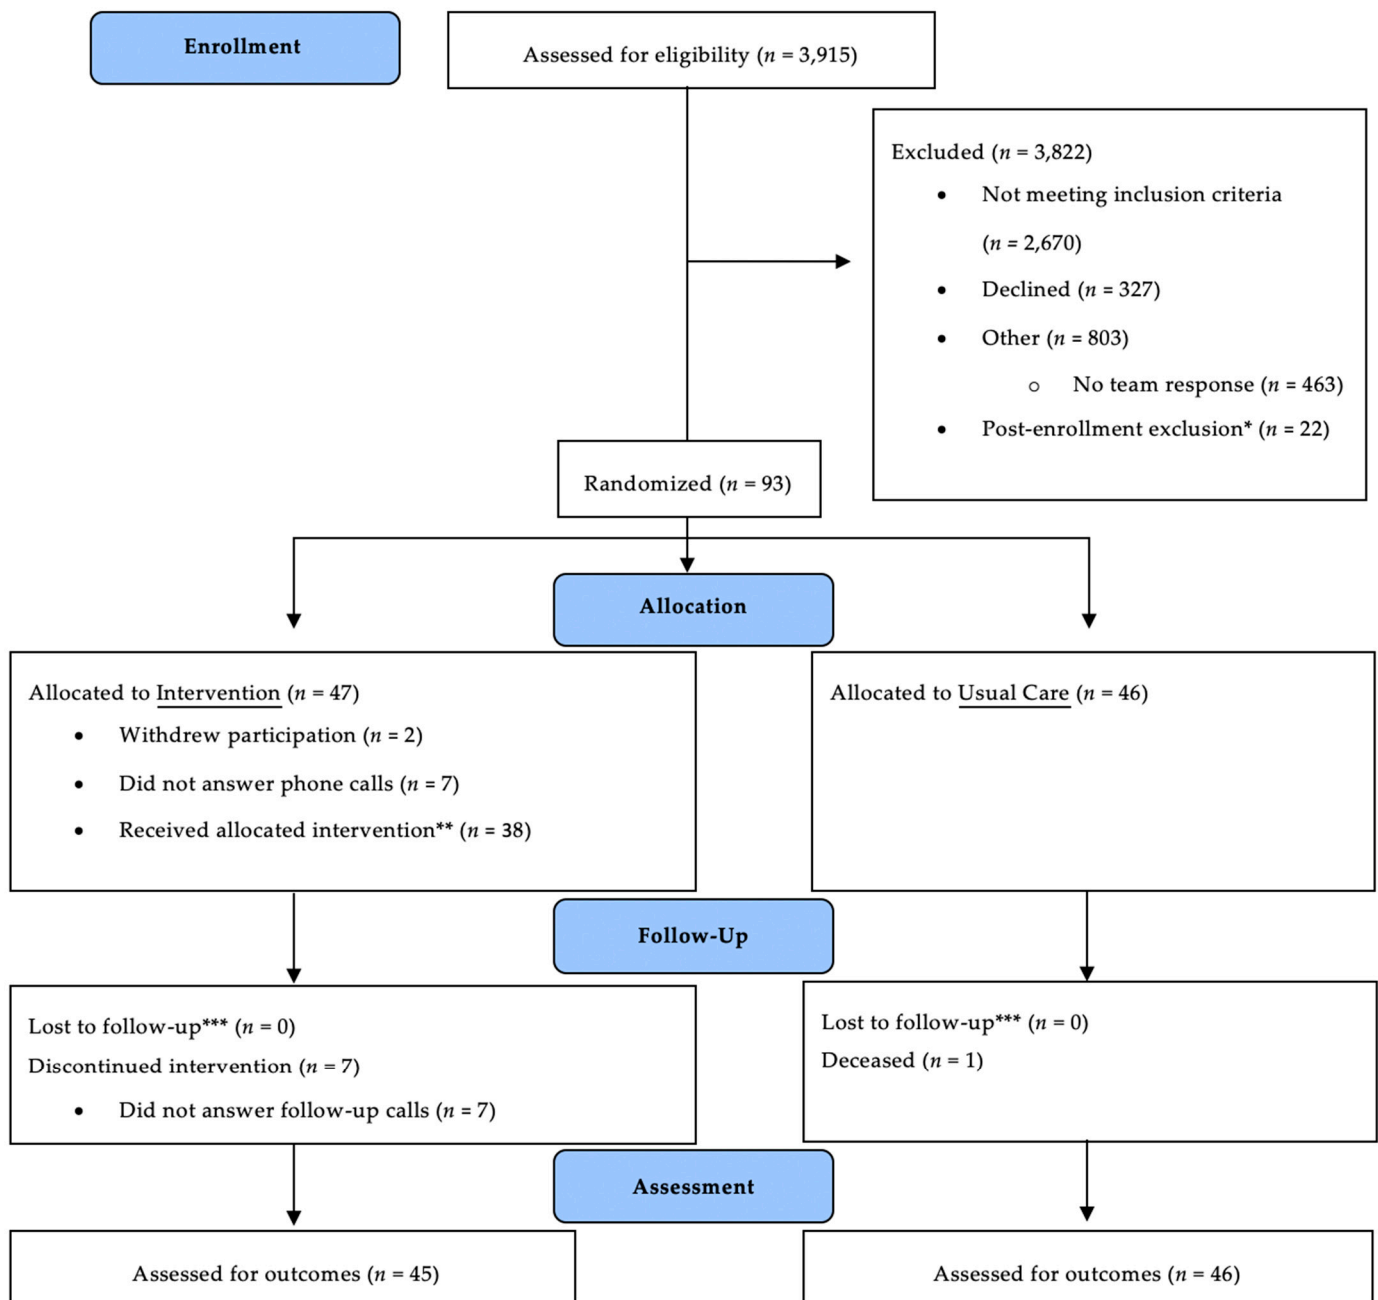 Enrollment
Assessed for eligibility (n = 3,915)
Excluded (n = 3,822)
• Not meeting inclusion criteria
(n = 2,670)
• Declined (n = 327)
• Other (n = 803)
o No team response (n = 463)
• Post-enrollment exclusion* (n = 22)
Randomized (n = 93)
Allocation
Allocated to Intervention (n = 47)
• Withdrew participation (n = 2)
• Did not answer phone calls (n = 7)
• Received allocated intervention** (n = 38)
Allocated to Usual Care (n = 46)
Follow-Up
Lost to follow-up*** (n = 0)
Discontinued intervention (n = 7)
• Did not answer follow-up calls (n = 7)
Lost to follow-up*** (n = 0)
Deceased (n = 1)
Assessment
Assessed for outcomes (n = 45)
Assessed for outcomes (n = 46)